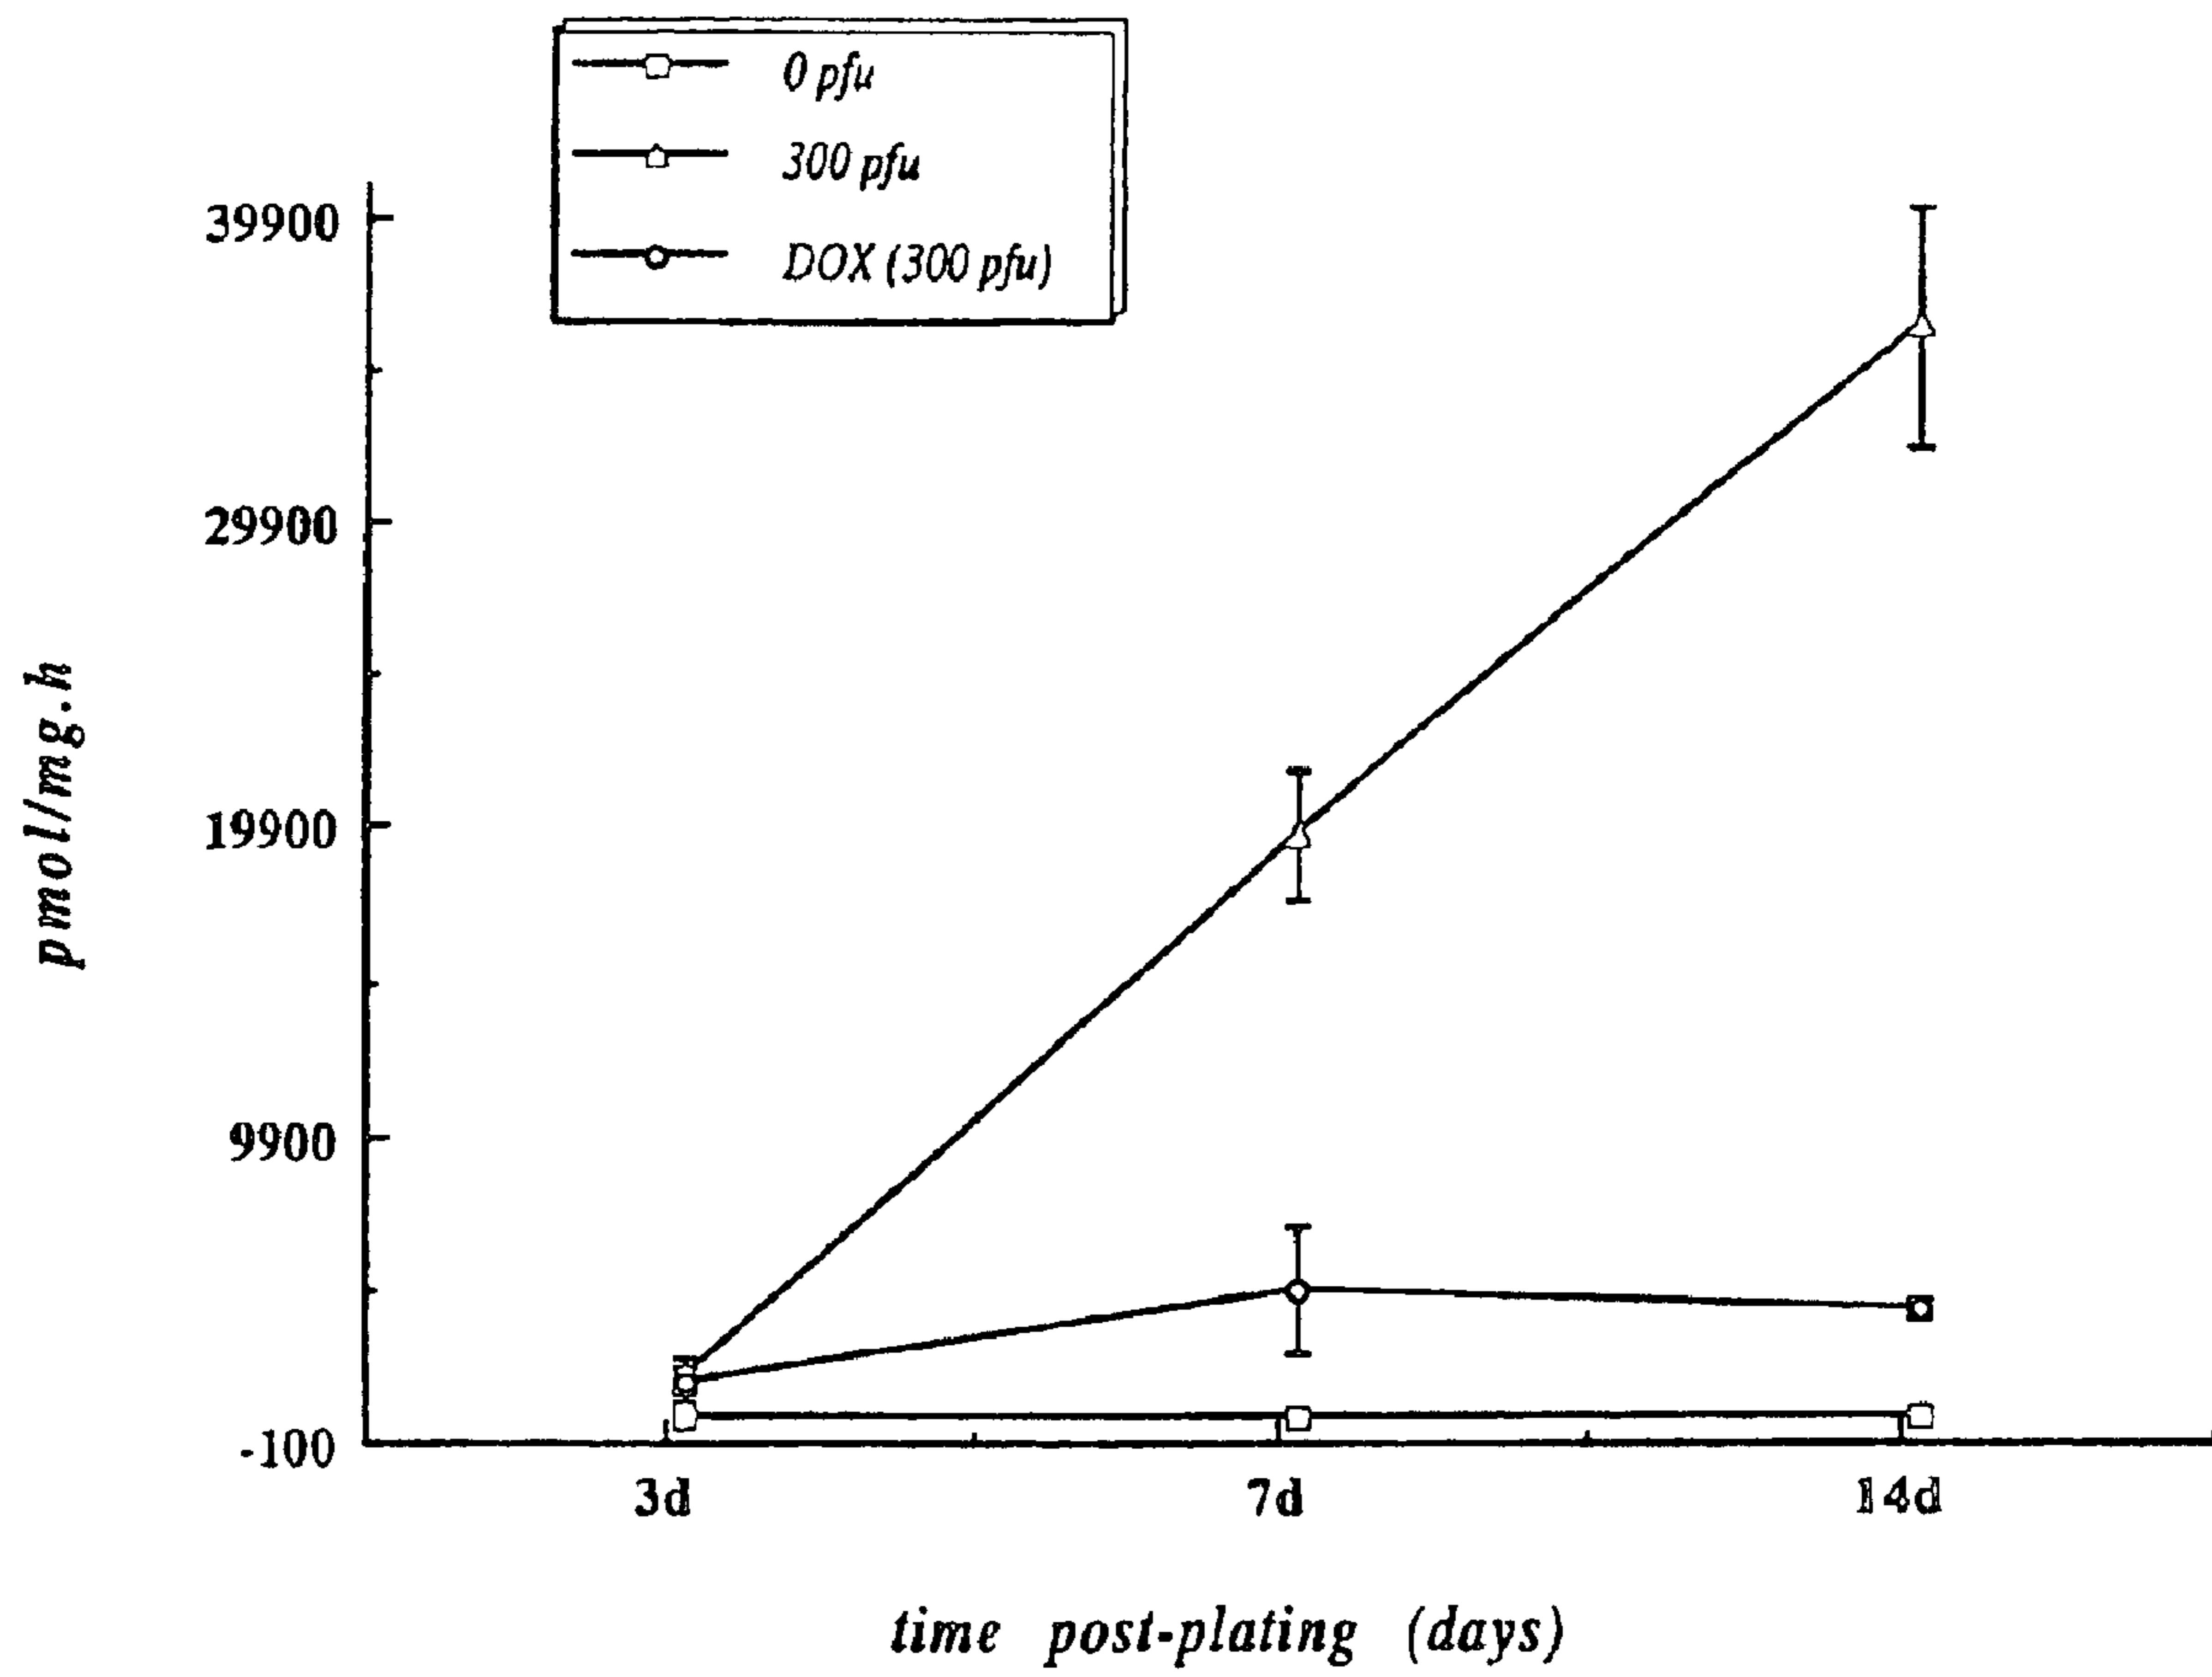 0 pfu
300 pfu
DOX (300 pfu)
39900
29900
19900
9900
-100
pmol/mg.h
3d 7d 14d
time post-plating (days)